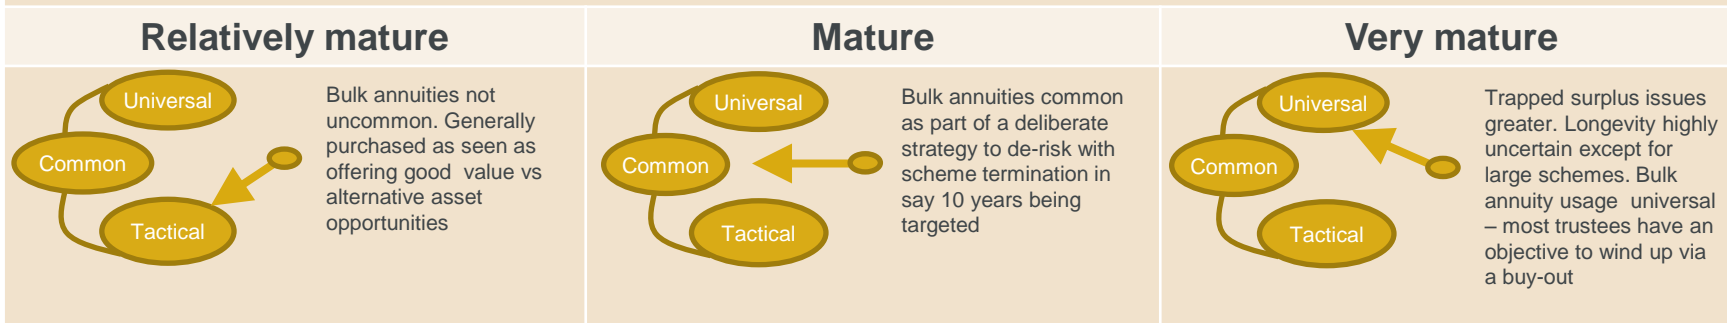 Relatively mature
Universal
Common
Tactical
Bulk annuities not
uncommon. Generally
purchased as seen as
offering good value vs
alternative asset
opportunities
Mature
Universal
Common
Tactical
Bulk annuities common
as part of a deliberate
strategy to de-risk with
scheme termination in
say 10 years being
targeted
Very mature
Universal
Common
Tactical
Trapped surplus issues
greater. Longevity highly
uncertain except for
large schemes. Bulk
annuity usage universal
– most trustees have an
objective to wind up via
a buy-out